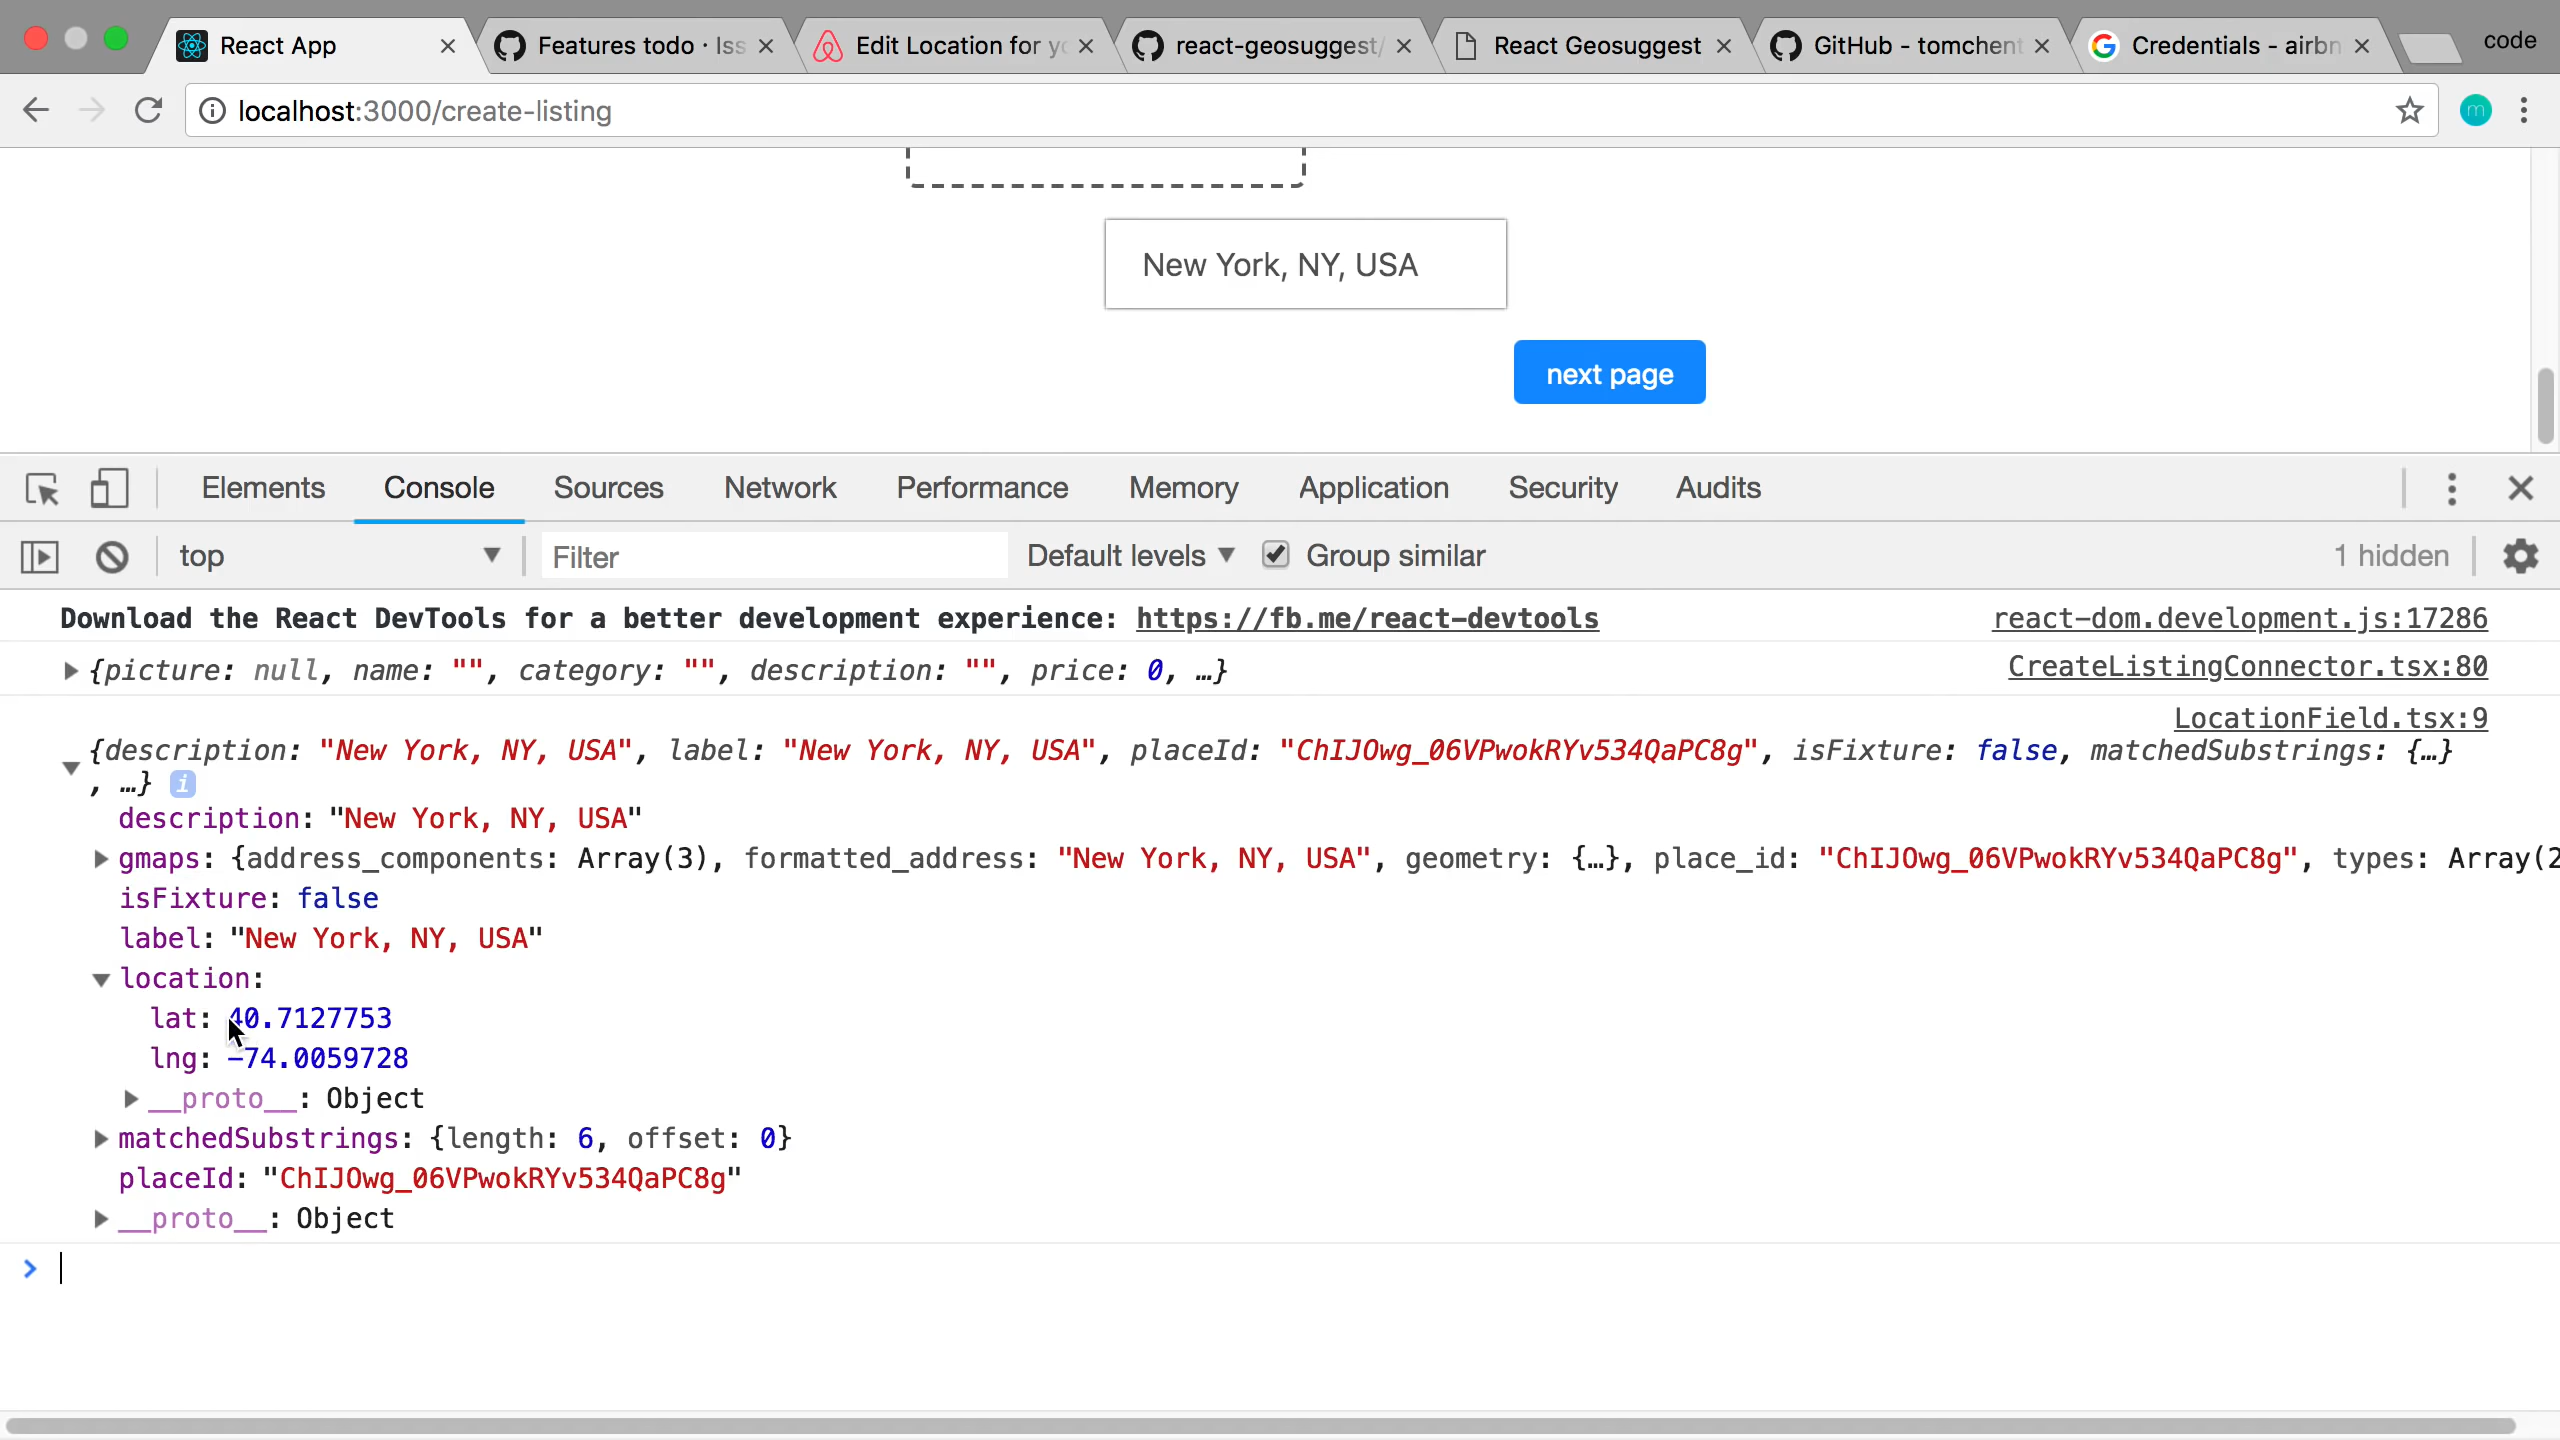 React App
Features todo · Iss
Edit Location for yo
react-geosuggest/
React Geosuggest
GitHub - tomchent
Credentials - airbn
code
localhost:3000/create-listing
m
New York, NY, USA
next page
Elements Console Sources Network Performance Memory Application Security Audits
top Filter Default levels Group similar 1 hidden
Download the React DevTools for a better development experience: https://fb.me/react-devtools react-dom.development.js:17286
{picture: null, name: "", category: "", description: "", price: 0, …} CreateListingConnector.tsx:80
LocationField.tsx:9
{description: "New York, NY, USA", label: "New York, NY, USA", placeId: "ChIJOwg_06VPwokRYv534QaPC8g", isFixture: false, matchedSubstrings: {…}
, …} i
description: "New York, NY, USA"
gmaps: {address_components: Array(3), formatted_address: "New York, NY, USA", geometry: {…}, place_id: "ChIJOwg_06VPwokRYv534QaPC8g", types: Array(2
isFixture: false
label: "New York, NY, USA"
location:
lat: 40.7127753
lng: -74.0059728
__proto__: Object
matchedSubstrings: {length: 6, offset: 0}
placeId: "ChIJOwg_06VPwokRYv534QaPC8g"
__proto__: Object